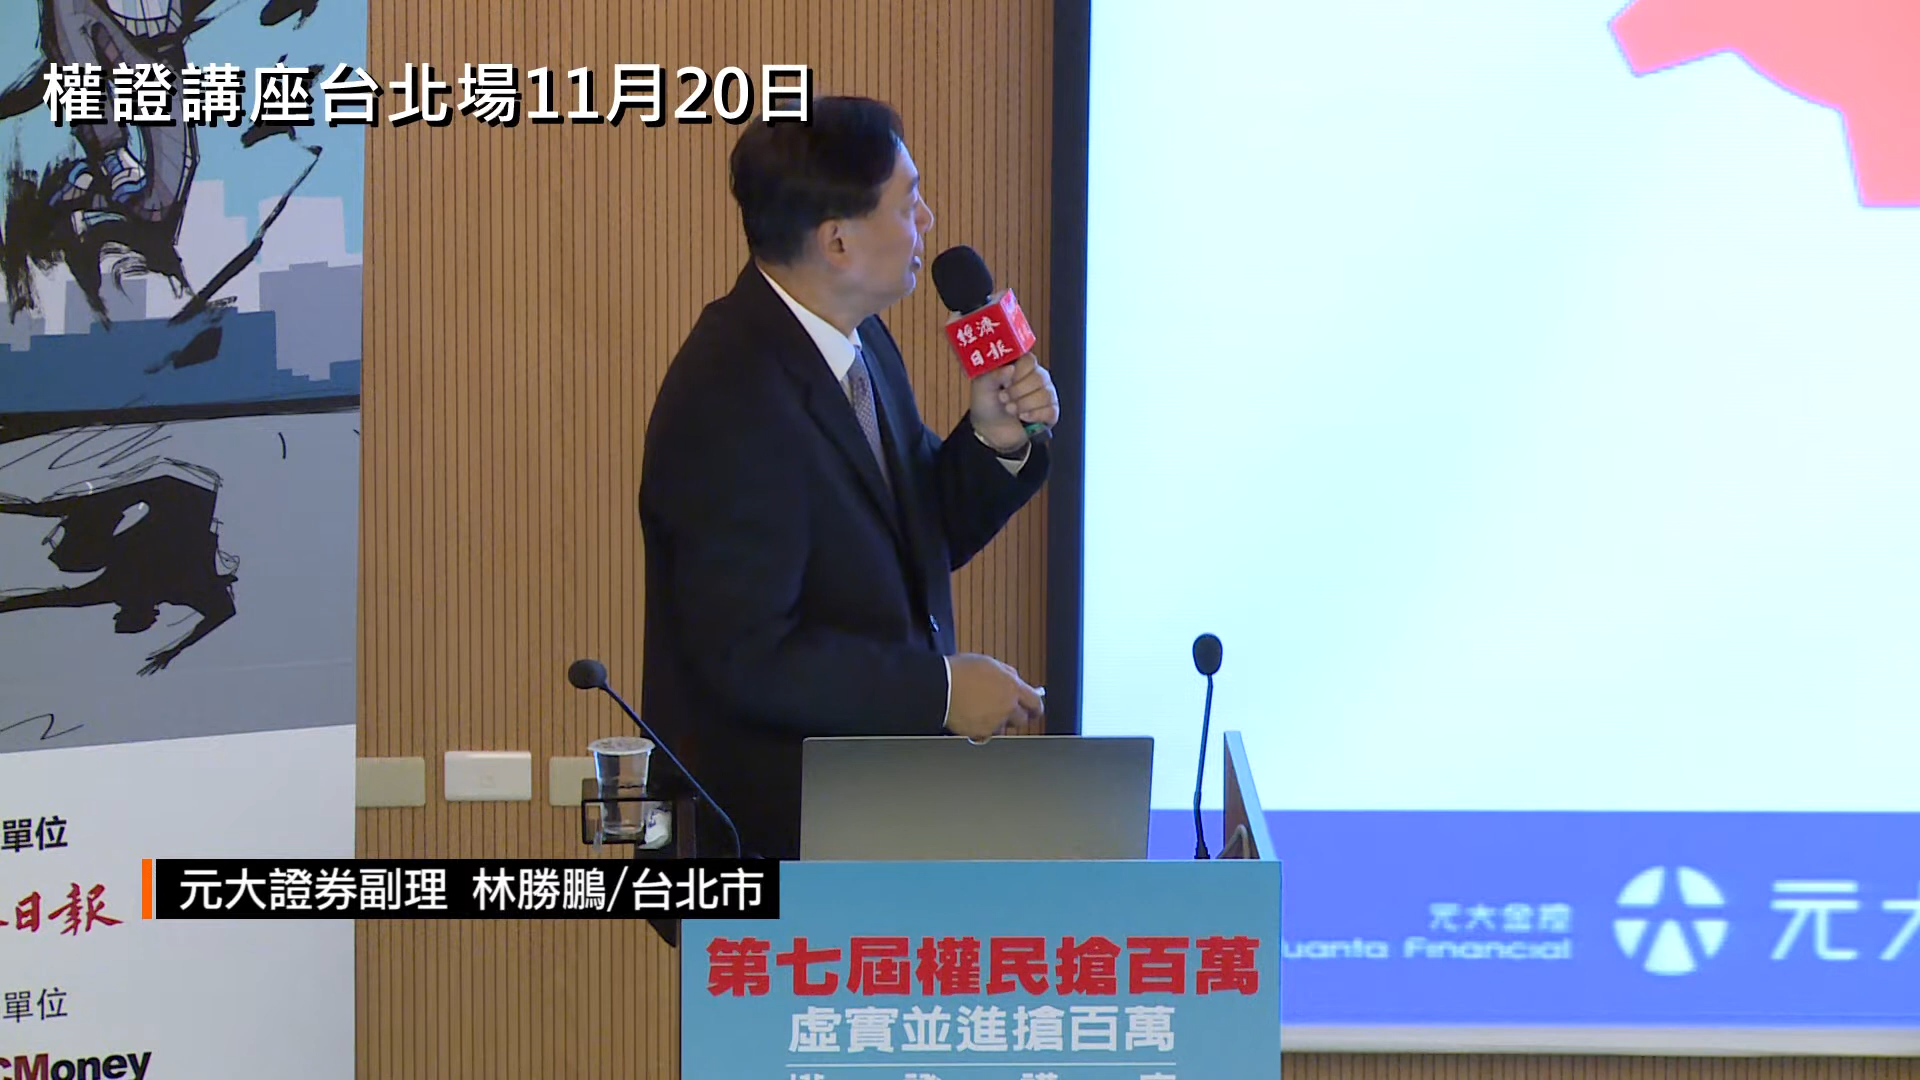 權證講座台北場11月20日
經濟
日報
單位
日報
單位
CMoney
元大證券副理 林勝鵬/台北市
第七屆權民搶百萬
虛實並進搶百萬
元大金控
uanta Financial
元大